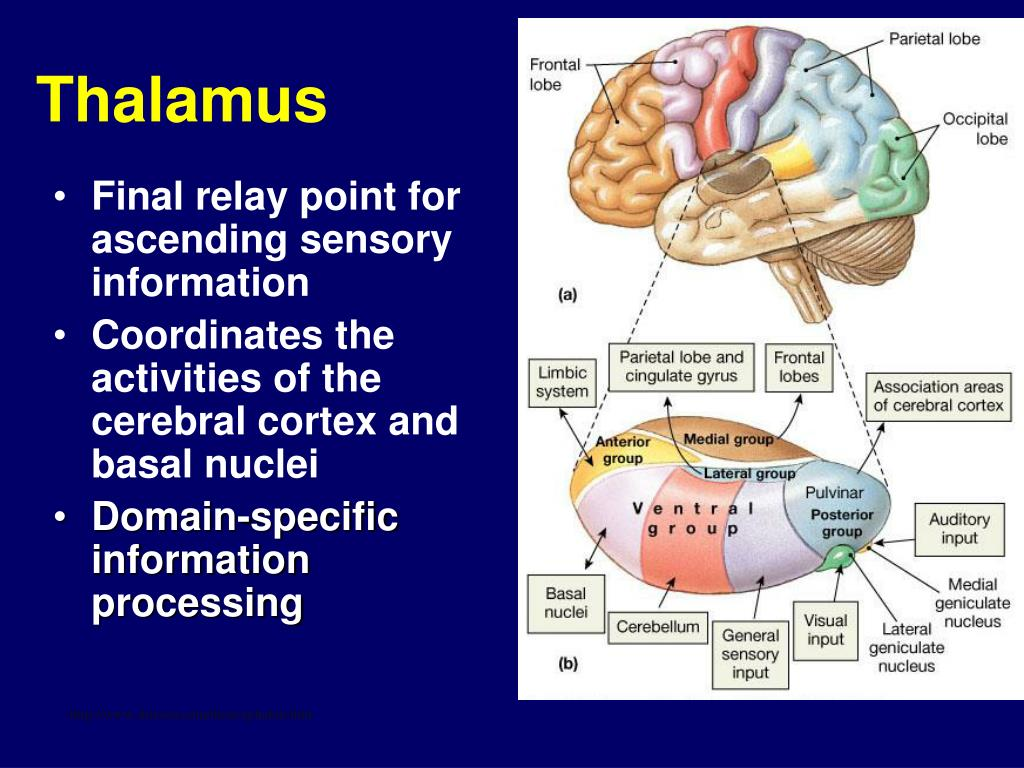 Thalamus
• Final relay point for
ascending sensory
information
• Coordinates the
activities of the
cerebral cortex and
basal nuclei
• Domain-specific
information
processing
Frontal
lobe
Parietal lobe
Occipital
lobe
(a)
Limbic
system
Parietal lobe and
cingulate gyrus
Frontal
lobes
Association areas
of cerebral cortex
Anterior
group
Medial group
Lateral group
Ventral
group
Pulvinar
Posterior
group
Auditory
input
Medial
geniculate
nucleus
Lateral
geniculate
nucleus
Basal
nuclei
Cerebellum
General
sensory
input
Visual
input
(b)